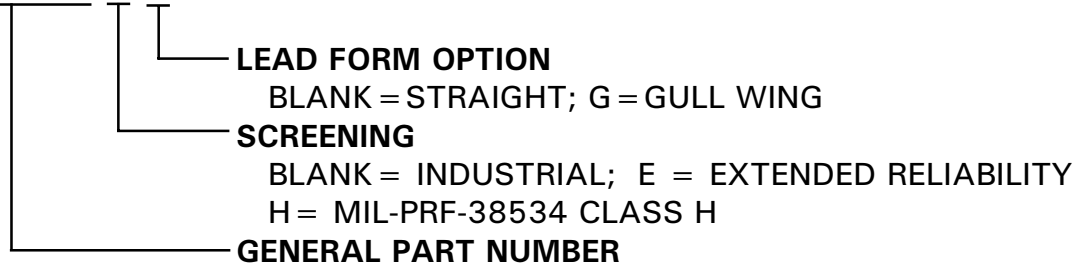 LEAD FORM OPTION
BLANK = STRAIGHT; G = GULL WING
SCREENING
BLANK = INDUSTRIAL; E = EXTENDED RELIABILITY
H = MIL-PRF-38534 CLASS H
GENERAL PART NUMBER